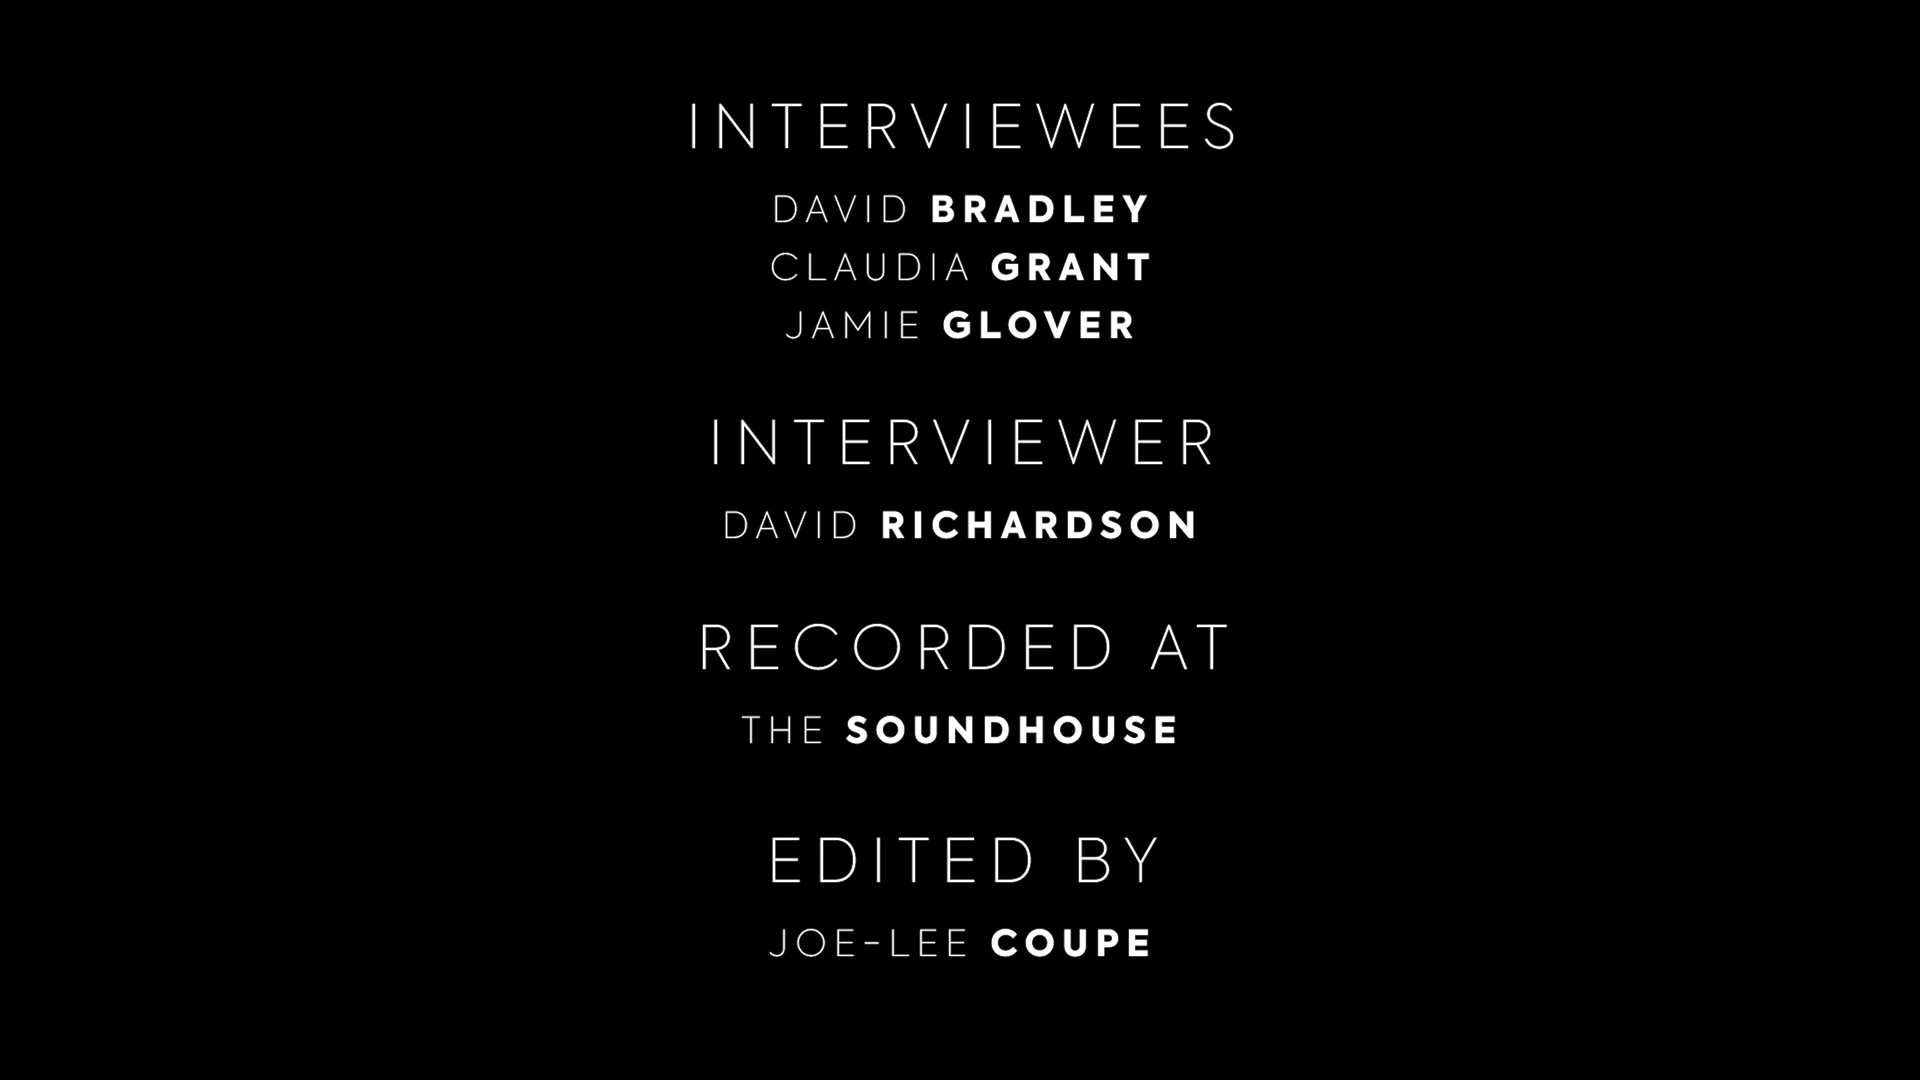 INTERVIEWEES
DAVID BRADLEY
CLAUDIA GRANT
JAMIE GLOVER
INTERVIEWER
DAVID RICHARDSON
RECORDED AT
THE SOUNDHOUSE
EDITED BY
JOE-LEE COUPE